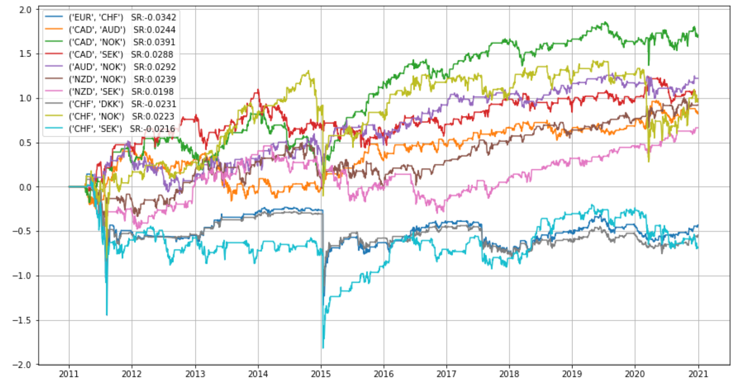 2.0
1.5
1.0
0.5
0.0
−0.5
−1.0
−1.5
−2.0
('EUR', 'CHF') SR:-0.0342
('CAD', 'AUD') SR:0.0244
('CAD', 'NOK') SR:0.0391
('CAD', 'SEK') SR:0.0288
('AUD', 'NOK') SR:0.0292
('NZD', 'NOK') SR:0.0239
('NZD', 'SEK') SR:0.0198
('CHF', 'DKK') SR:-0.0231
('CHF', 'NOK') SR:0.0223
('CHF', 'SEK') SR:-0.0216
2011 2012 2013 2014 2015 2016 2017 2018 2019 2020 2021